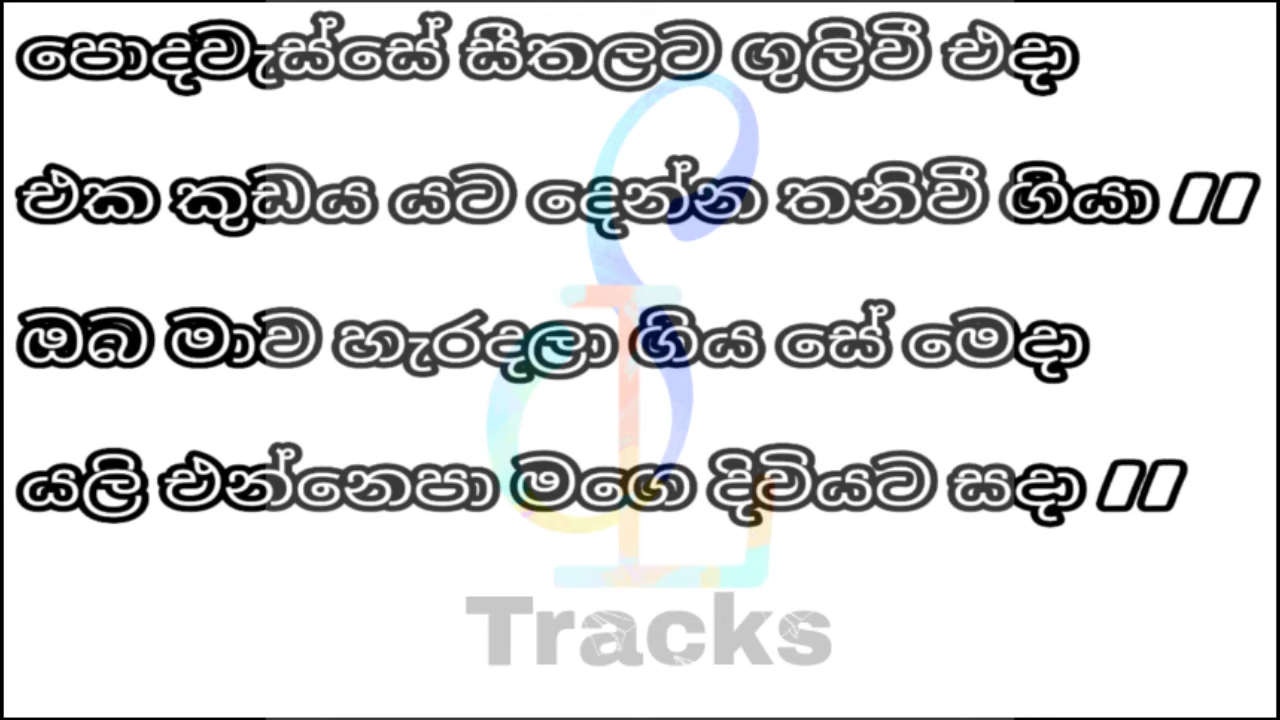 පොදවැස්සේ සීතලට ගුලිවී එදා
එක කුඩය යට දෙන්න තනිවී ගියා //
ඔබ මාව හැරදලා ගිය සේ මෙදා
යලි එන්නෙපා මගෙ දිවියට සදා //
Tracks